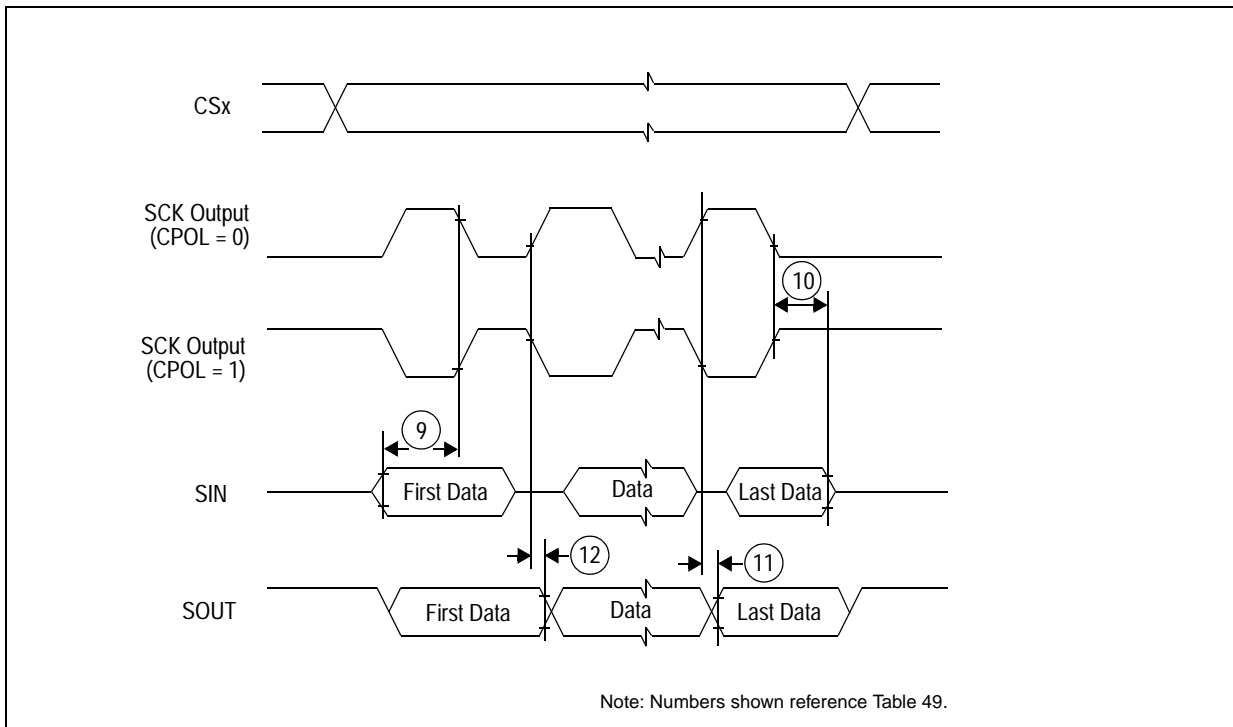 CSx
SCK Output
(CPOL = 0)
10
SCK Output
(CPOL = 1)
9
SIN
First Data
Data
Last Data
12
11
SOUT
First Data
Data
Last Data
Note: Numbers shown reference Table 49.